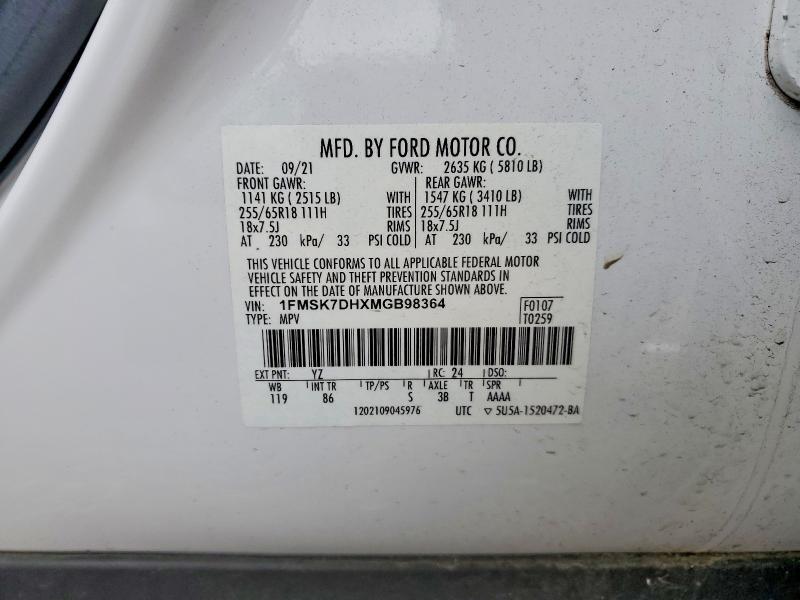 MFD. BY FORD MOTOR CO.
DATE: 09/21 GVWR: 2635 KG ( 5810 LB)
FRONT GAWR: REAR GAWR:
1141 KG ( 2515 LB) WITH 1547 KG ( 3410 LB) WITH
255/65R18 111H TIRES 255/65R18 111H TIRES
18x7.5J RIMS 18x7.5J RIMS
AT 230 kPa/ 33 PSI COLD AT 230 kPa/ 33 PSI COLD
THIS VEHICLE CONFORMS TO ALL APPLICABLE FEDERAL MOTOR
VEHICLE SAFETY AND THEFT PREVENTION STANDARDS IN
EFFECT ON THE DATE OF MANUFACTURE SHOWN ABOVE.
VIN: 1FMSK7DHXMGB98364 F0107
TYPE: MPV T0259
EXT PNT: YZ RC: 24 DSO:
WB INT TR TP/PS R AXLE TR SPR
119 86 S 3B T AAAA
1202109045976 UTC ▽ 5U5A-1520472-BA